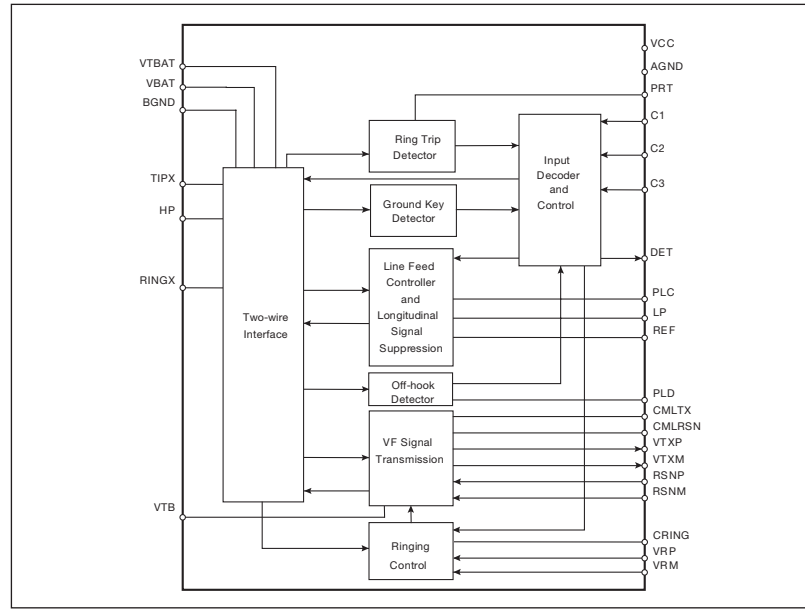 VTBAT
VBAT
BGND
TIPX
HP
RINGX
VTB
Two-wire
Interface
Ring Trip
Detector
Ground Key
Detector
Line Feed
Controller
and
Longitudinal
Signal
Suppression
Off-hook
Detector
VF Signal
Transmission
Ringing
Control
Input
Decoder
and
Control
VCC
AGND
PRT
C1
C2
C3
DET
PLC
LP
REF
PLD
CMLTX
CMLRSN
VTXP
VTXM
RSNP
RSNM
CRING
VRP
VRM